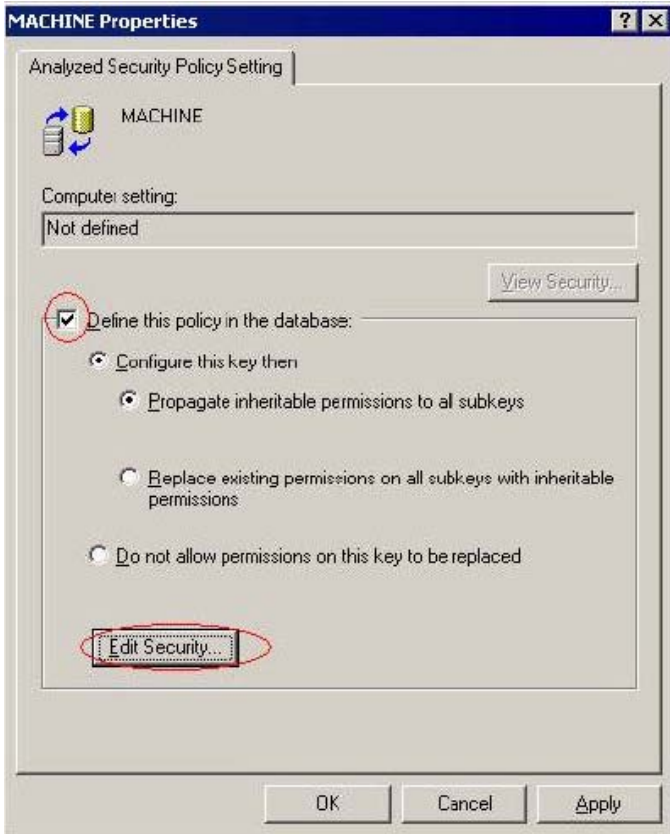 MACHINE Properties
Analyzed Security Policy Setting
MACHINE
Computer setting:
Not defined
View Security...
Define this policy in the database:
Configure this key then
Propagate inheritable permissions to all subkeys
Replace existing permissions on all subkeys with inheritable
permissions
Do not allow permissions on this key to be replaced
Edit Security...
OK
Cancel
Apply